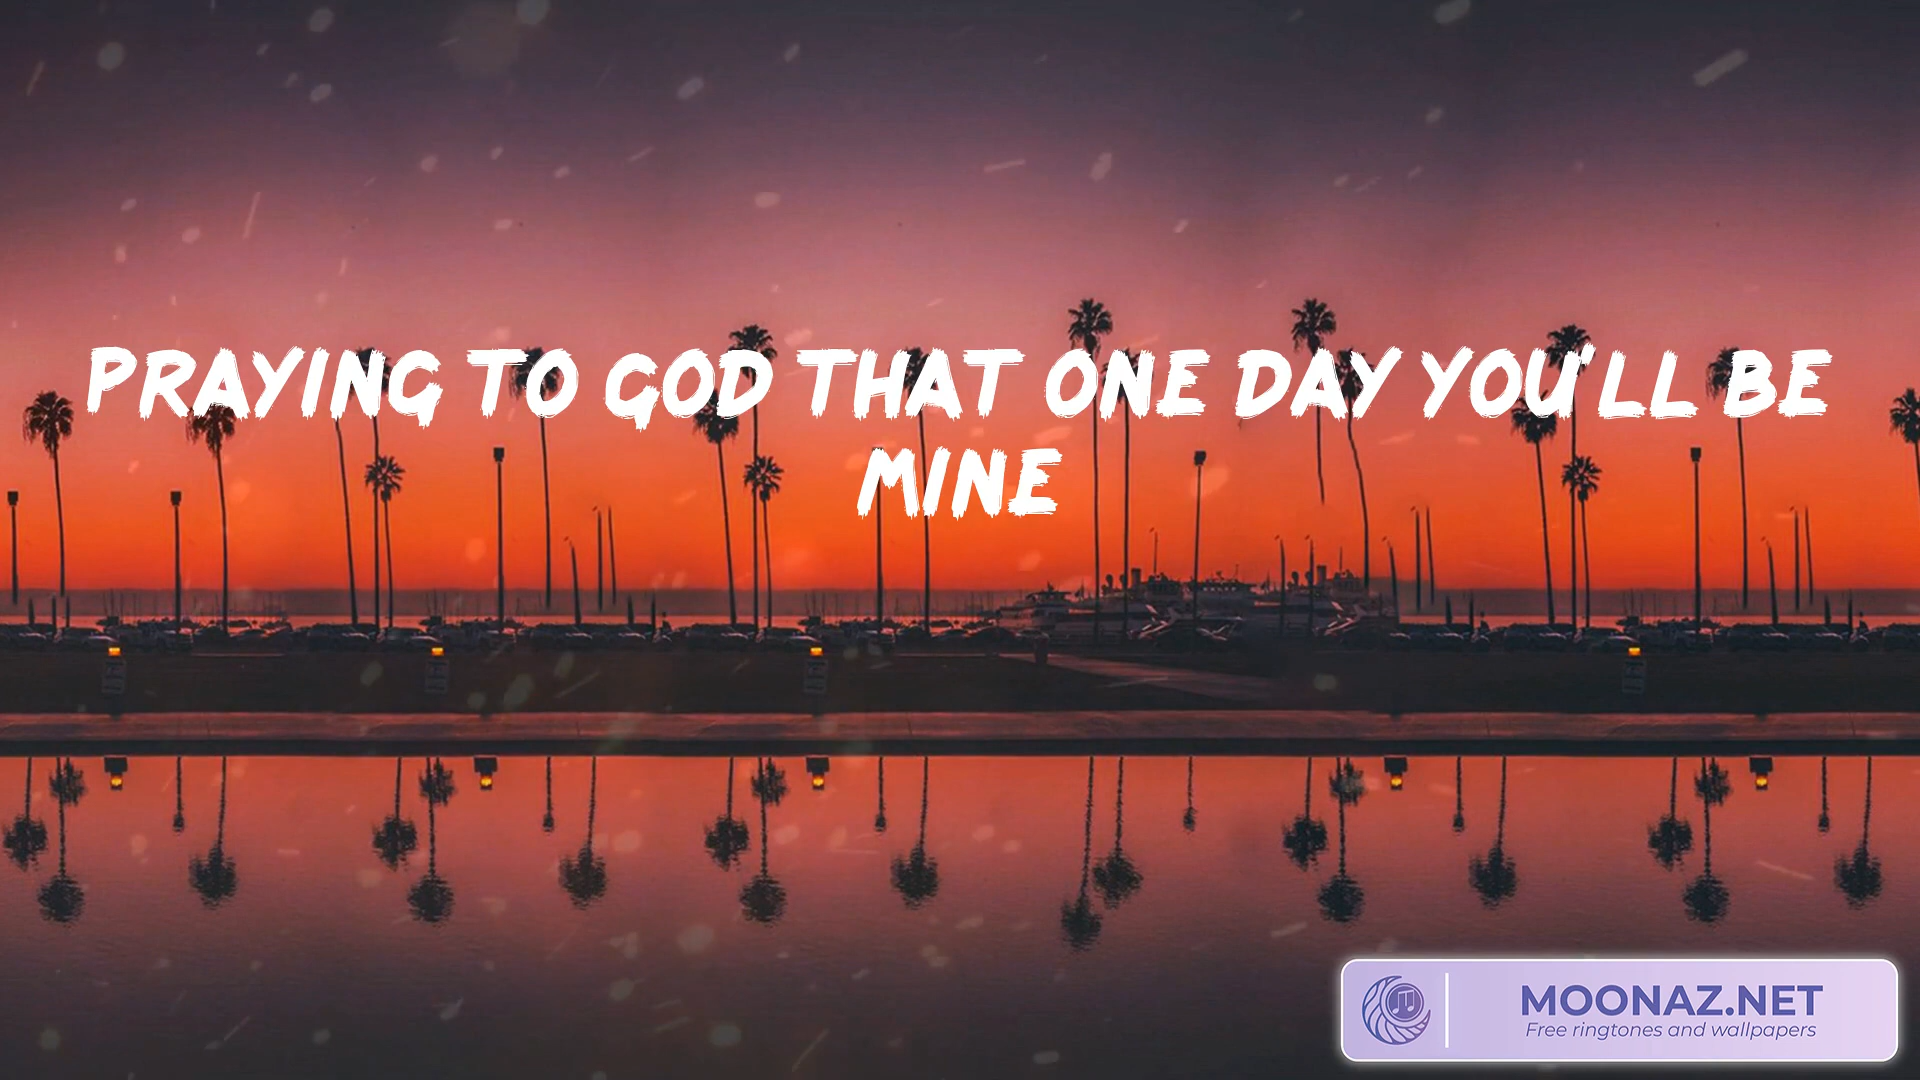 PRAYING TO GOD THAT ONE DAY YOU'LL BE
MINE
MOONAZ.NET
Free ringtones and wallpapers